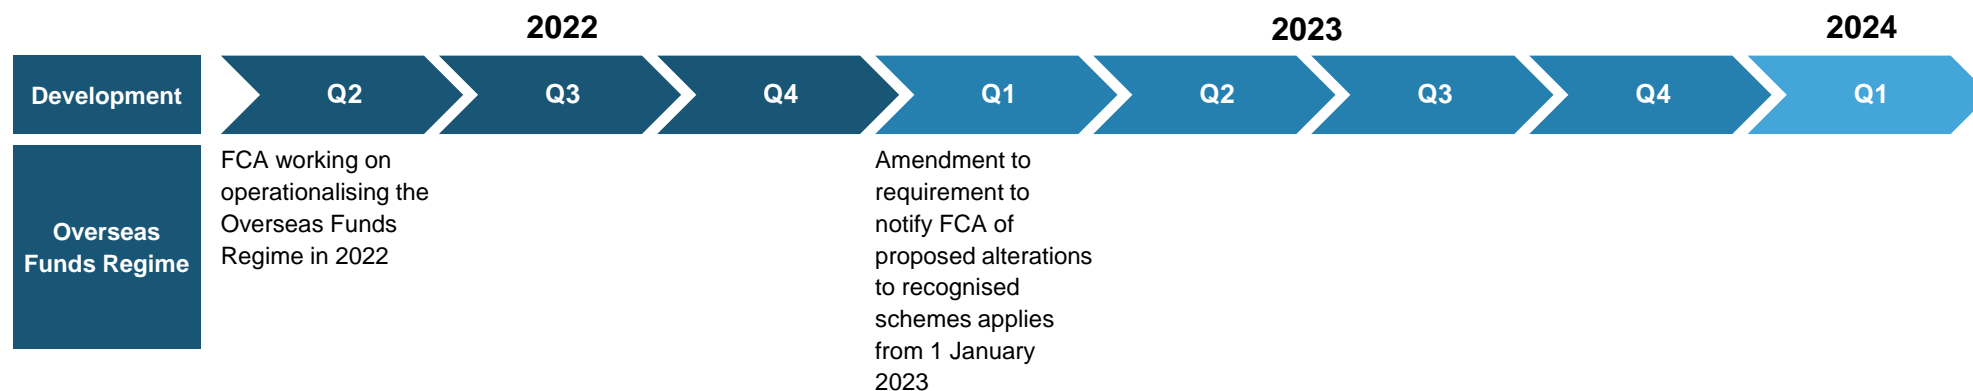 2022
2023
2024
Development
Q2
Q3
Q4
Q1
Q2
Q3
Q4
Q1
Overseas
Funds Regime
FCA working on
operationalising the
Overseas Funds
Regime in 2022
Amendment to
requirement to
notify FCA of
proposed alterations
to recognised
schemes applies
from 1 January
2023